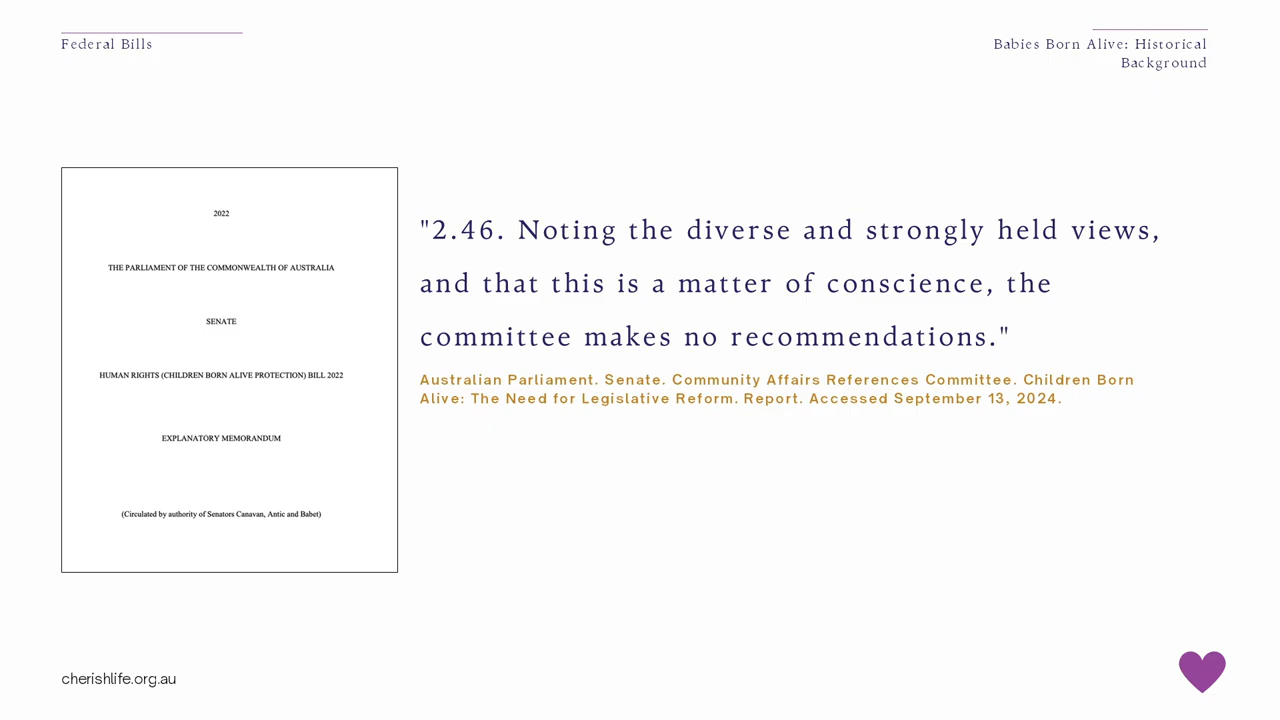 Federal Bills
Babies Born Alive: Historical
Background
2022
THE PARLIAMENT OF THE COMMONWEALTH OF AUSTRALIA
SENATE
HUMAN RIGHTS (CHILDREN BORN ALIVE PROTECTION) BILL 2022
EXPLANATORY MEMORANDUM
(Circulated by authority of Senators Canavan, Antic and Babet)
"2.46. Noting the diverse and strongly held views,
and that this is a matter of conscience, the
committee makes no recommendations."
Australian Parliament. Senate. Community Affairs References Committee. Children Born
Alive: The Need for Legislative Reform. Report. Accessed September 13, 2024.
cherishlife.org.au